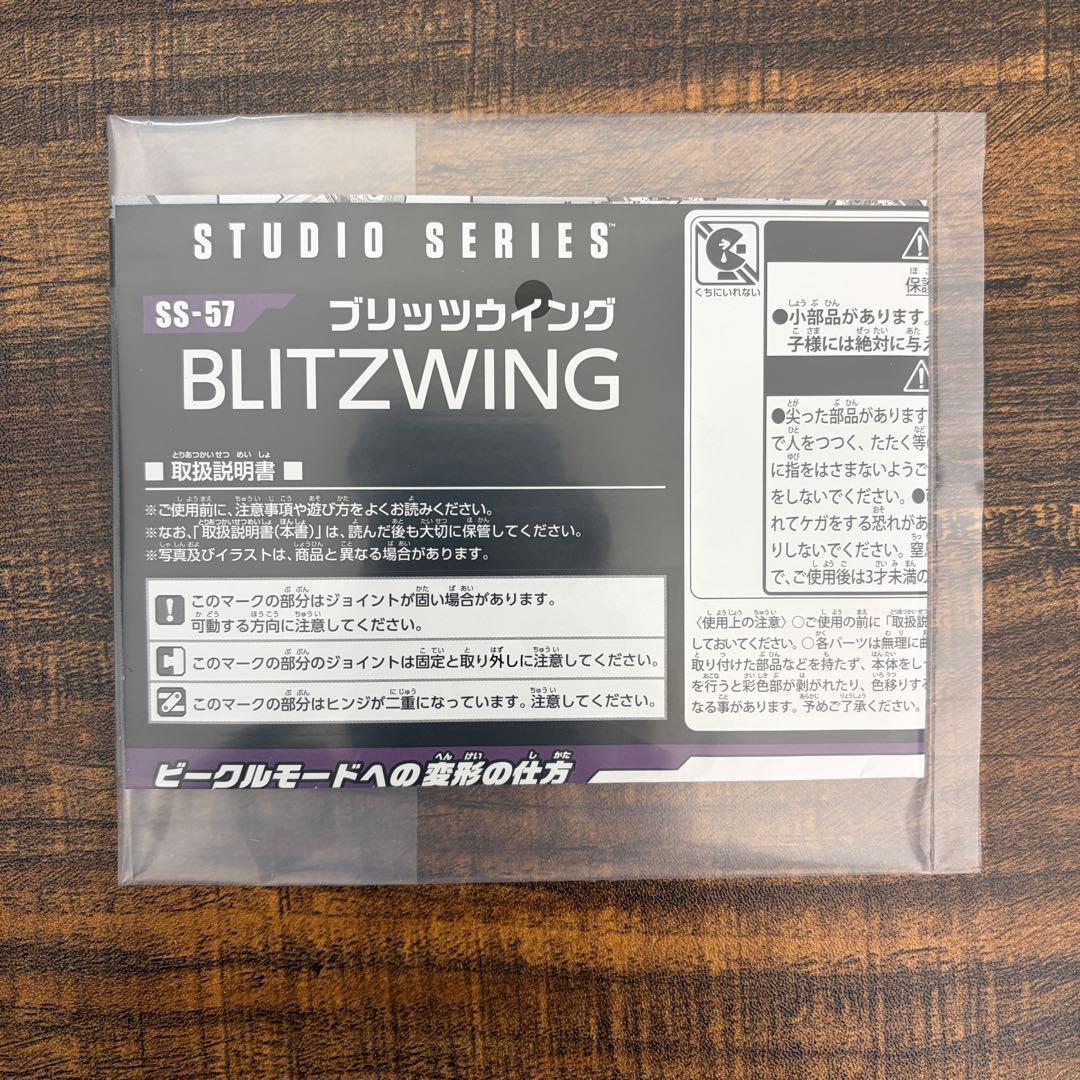 STUDIO SERIES™
SS-57
ブリッツウイング
BLITZWING
とりあつかいせつめいしょ
■ 取扱説明書 ■
※ご使用前に、注意事項や遊び方をよくお読みください。
※なお、「取扱説明書(本書)」は、読んだ後も大切に保管してください。
※写真及びイラストは、商品と異なる場合があります。
このマークの部分はジョイントが固い場合があります。
可動する方向に注意してください。
このマークの部分のジョイントは固定と取り外しに注意してください。
このマークの部分はヒンジが二重になっています。注意してください。
ビークルモードへの変形の仕方
くちにいれない
保護
●小部品があります。
子様には絶対に与
●尖った部品があります
で人をつつく、たたく等
に指をはさまないようご
をしないでください。●
れてケガをする恐れがあ
りしないでください。窒
で、ご使用後は3才未満の
〈使用上の注意〉○ご使用の前に「取扱説
しておいてください。○各パーツは無理に曲
取り付けた部品などを持たず、本体をし
を行うと彩色部が剥がれたり、色移りす
なる事があります。予めご了承ください。